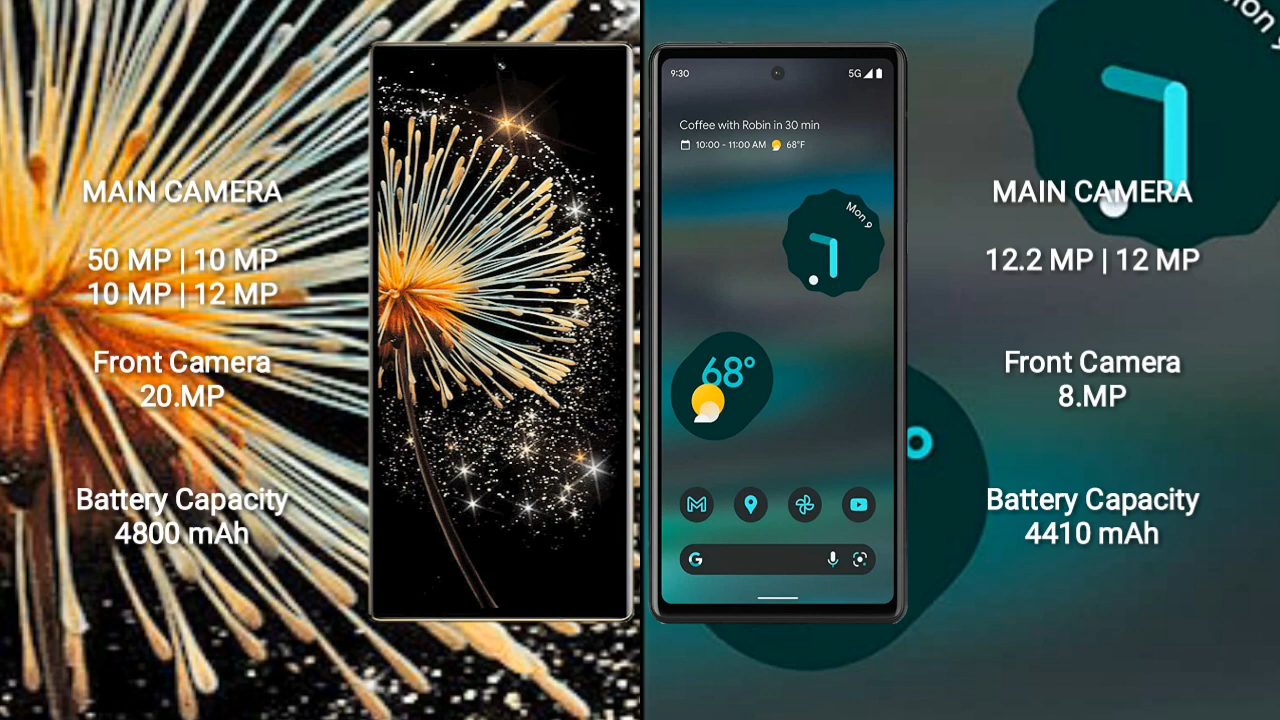 MAIN CAMERA
50 MP | 10 MP
10 MP | 12 MP
Front Camera
20.MP
Battery Capacity
4800 mAh
9:30
5G
Coffee with Robin in 30 min
10:00 - 11:00 AM 68°F
Mon 9
68°
G
Mon 9
MAIN CAMERA
12.2 MP | 12 MP
Front Camera
8.MP
Battery Capacity
4410 mAh